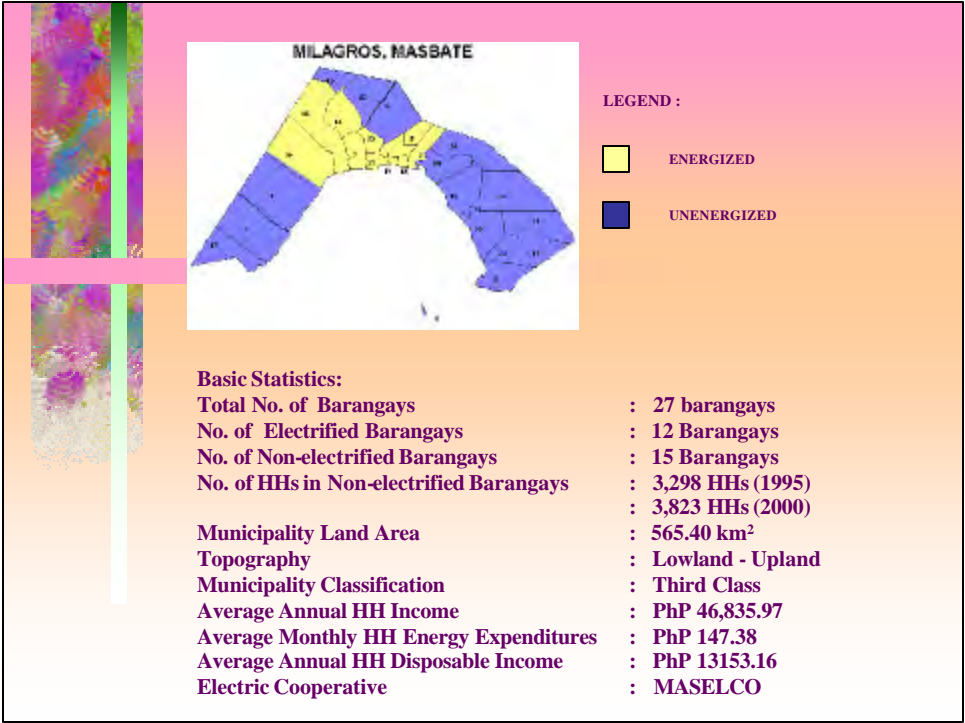 MILAGROS, MASBATE
LEGEND :
ENERGIZED
UNENERGIZED
Basic Statistics:
Total No. of Barangays : 27 barangays
No. of Electrified Barangays : 12 Barangays
No. of Non-electrified Barangays : 15 Barangays
No. of HHs in Non-electrified Barangays : 3,298 HHs (1995)
: 3,823 HHs (2000)
Municipality Land Area : 565.40 km²
Topography : Lowland - Upland
Municipality Classification : Third Class
Average Annual HH Income : PhP 46,835.97
Average Monthly HH Energy Expenditures : PhP 147.38
Average Annual HH Disposable Income : PhP 13153.16
Electric Cooperative : MASELCO